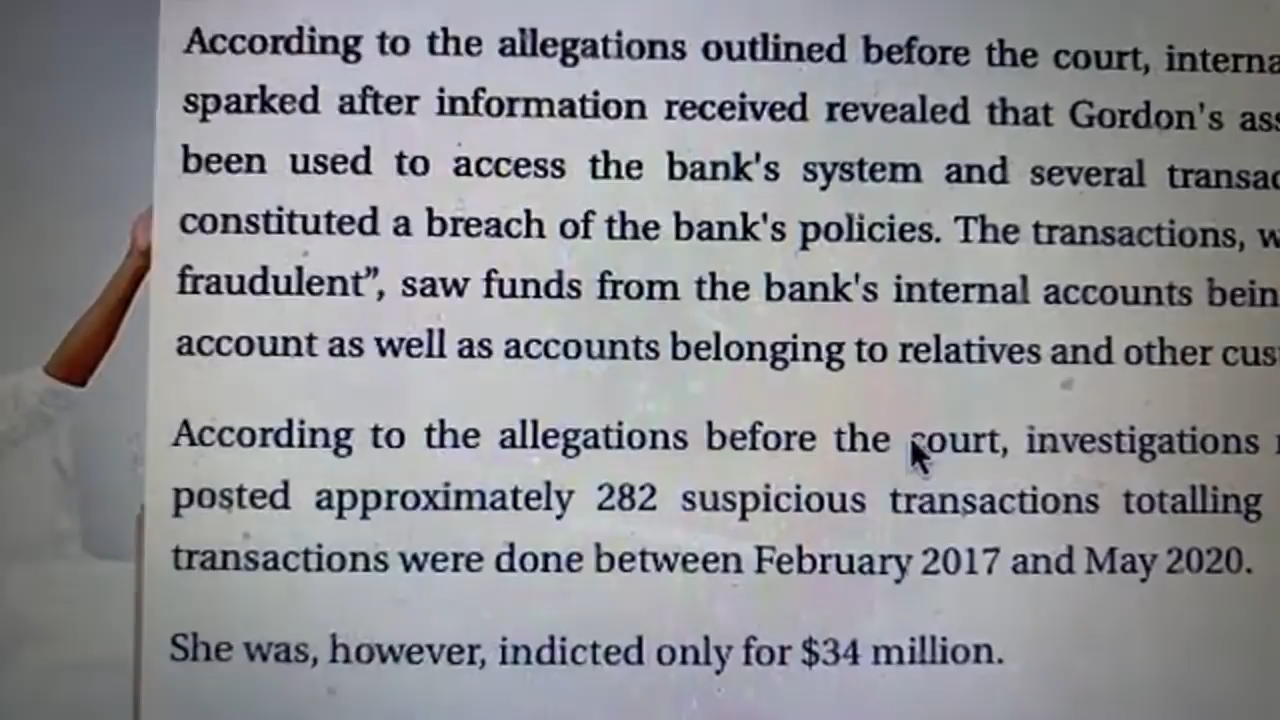 According to the allegations outlined before the court, interna
sparked after information received revealed that Gordon's ass
been used to access the bank's system and several transac
constituted a breach of the bank's policies. The transactions, w
fraudulent”, saw funds from the bank's internal accounts bein
account as well as accounts belonging to relatives and other cus
According to the allegations before the court, investigations
posted approximately 282 suspicious transactions totalling
transactions were done between February 2017 and May 2020.
She was, however, indicted only for $34 million.